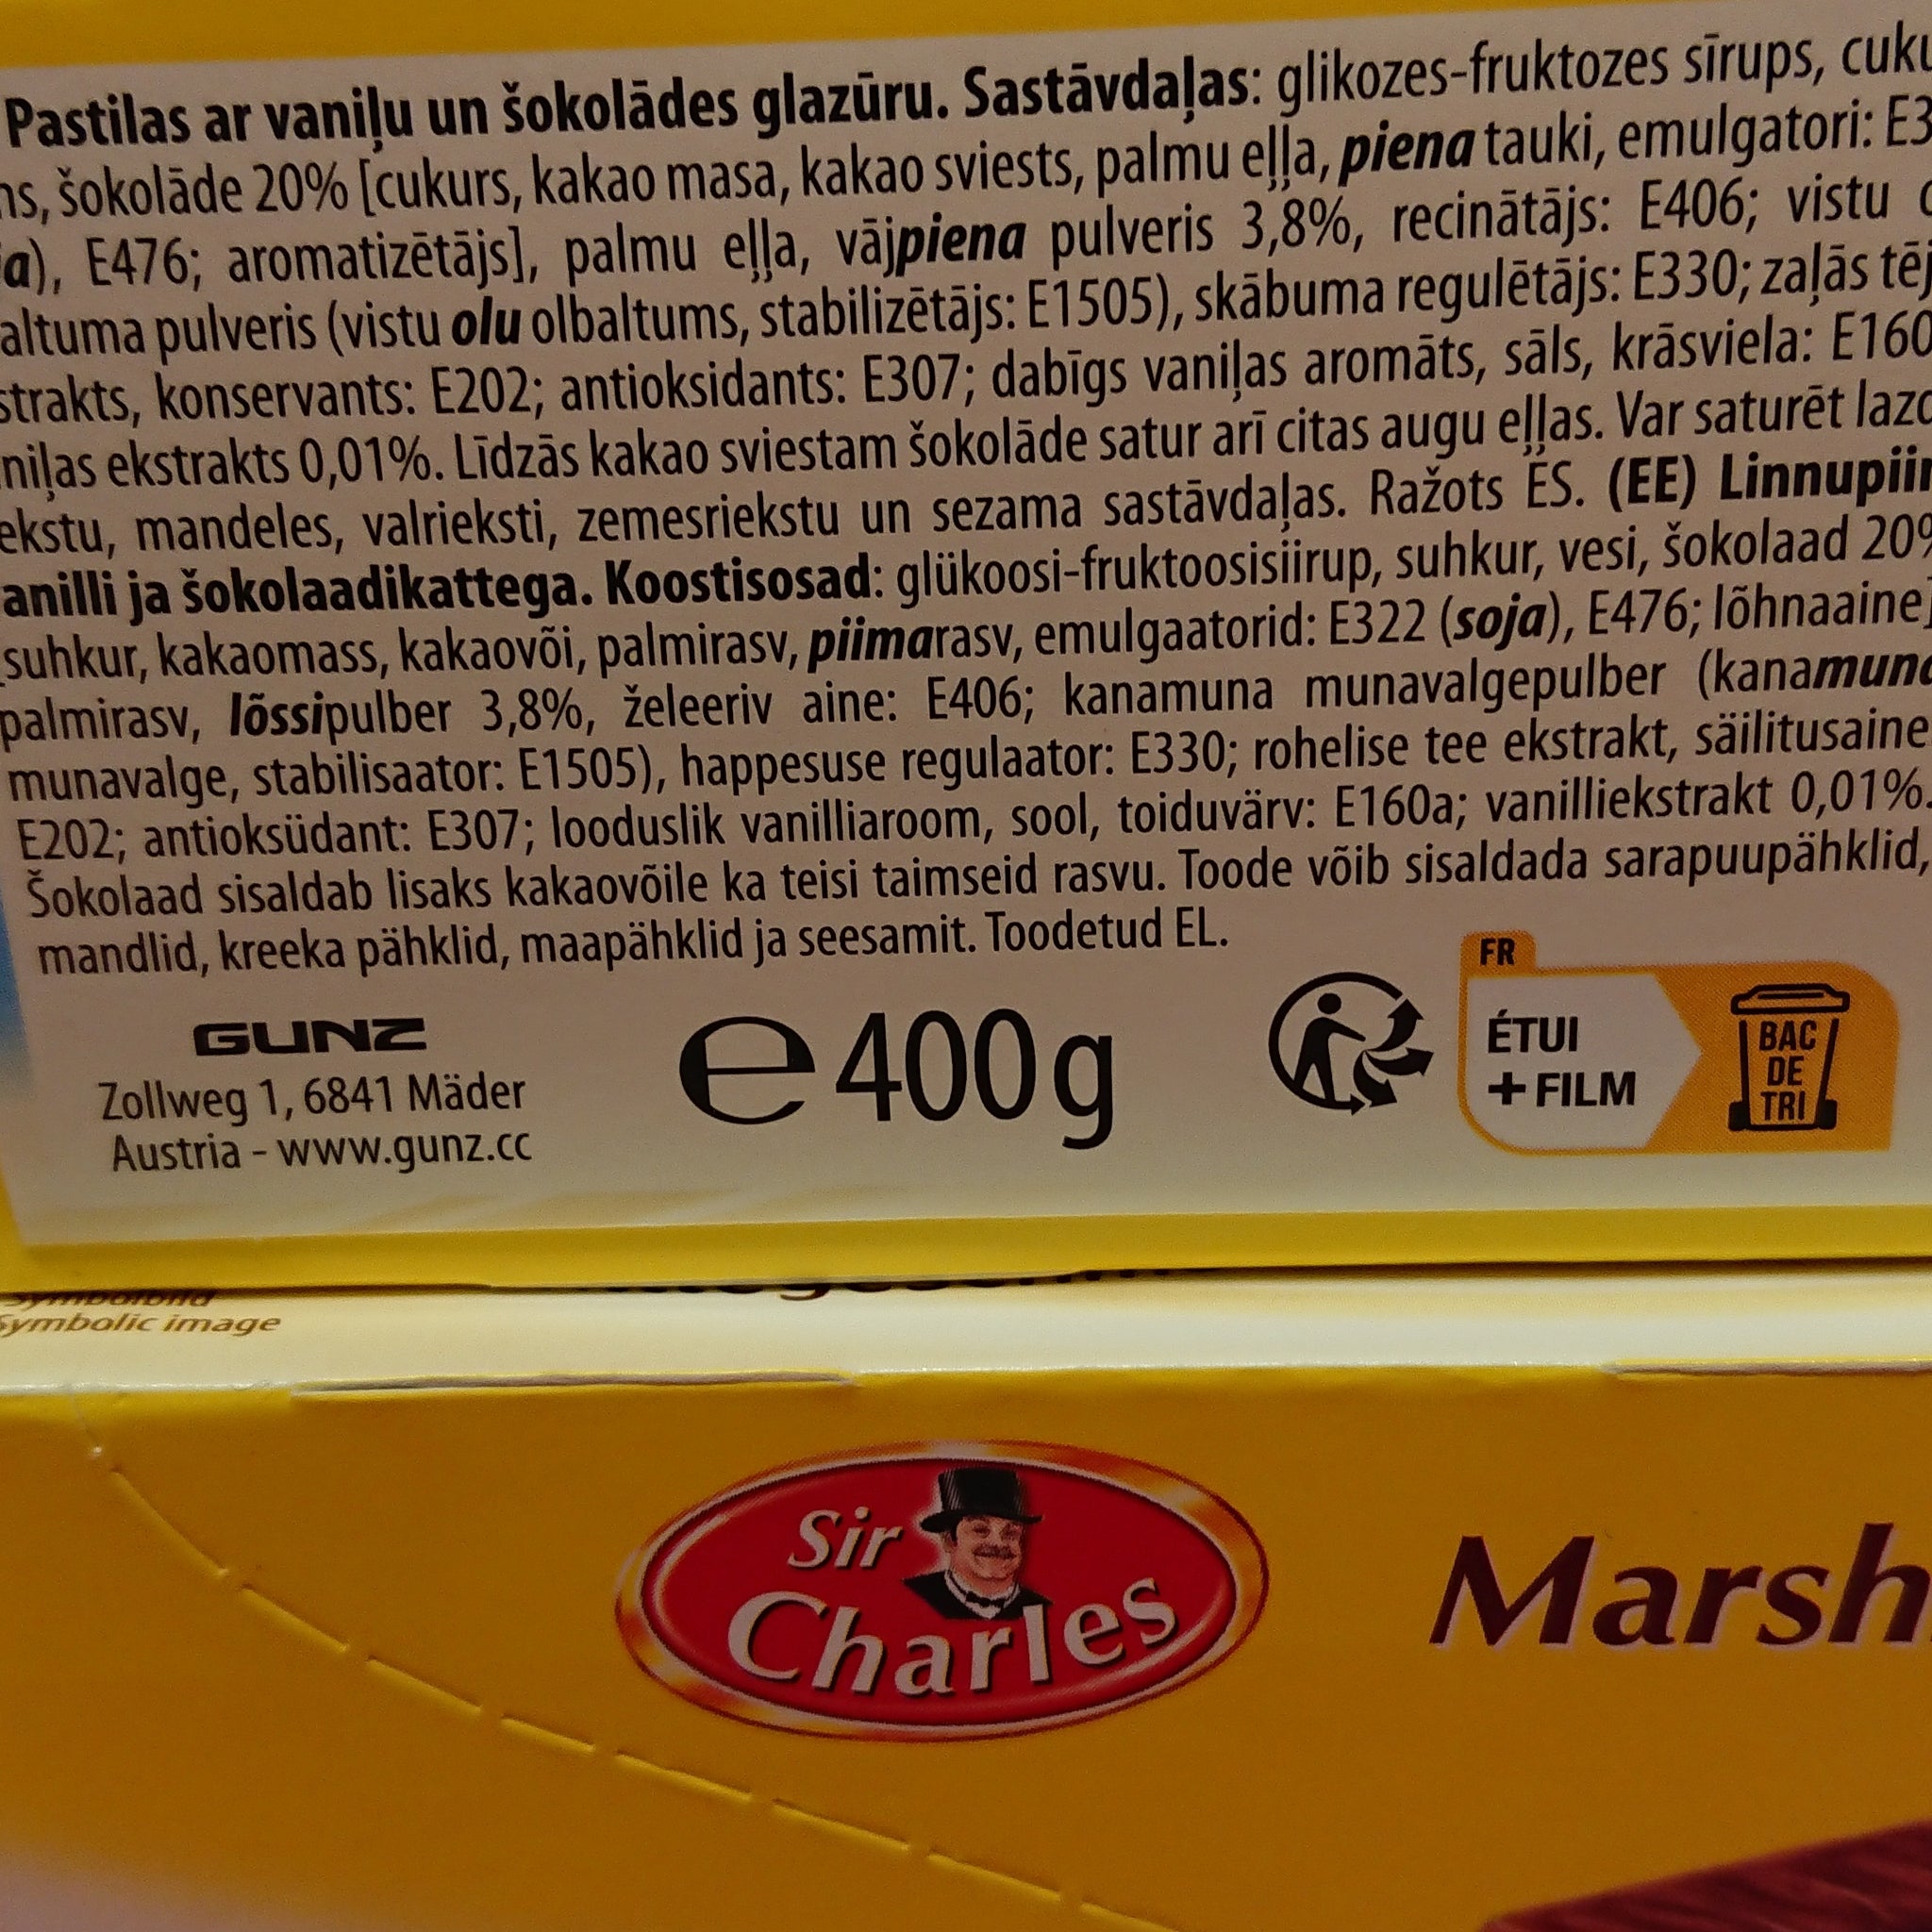 Pastilas ar vaniļu un šokolādes glazūru. Sastāvdaļas: glikozes-fruktozes sīrups,
šokolāde 20% [cukurs, kakao masa, kakao sviests, palmu eļļa, piena tauki, emulgatori:
E476; aromatizētājs], palmu eļļa, vājpiena pulveris 3,8%, recinātājs: E406; vistu
pulveris (vistu olu olbaltums, stabilizētājs: E1505), skābuma regulētājs: E330; zaļās
konservants: E202; antioksidants: E307; dabīgs vaniļas aromāts, sāls, krāsviela:
ekstrakts 0,01%. Līdzās kakao sviestam šokolāde satur arī citas augu eļļas. Var saturēt
mandeles, valrieksti, zemesriekstu un sezama sastāvdaļas. Ražots ES. (EE)
ja šokolaadikattega. Koostisosad: glükoosi-fruktoosisiirup, suhkur, vesi, šokolaad
suhkur, kakaomass, kakaovõi, palmirasv, piimarasv, emulgaatorid: E322 (soja), E476; lõhnaaine
palmirasv, lõssipulber 3,8%, želeeriv aine: E406; kanamuna munavalgepulber
munavalge, stabilisaator: E1505), happesuse regulaator: E330; rohelise tee ekstrakt, säilitusaine
E202; antioksüdant: E307; looduslik vanilliaroom, sool, toiduvärv: E160a; vanilliekstrakt 0,01%.
Šokolaad sisaldab lisaks kakaovõile ka teisi taimseid rasvu. Toode võib sisaldada sarapuupähklid,
mandlid, kreeka pähklid, maapähklid ja seesamit. Toodetud EL.
GUNZ
Zollweg 1, 6841 Mäder
Austria - www.gunz.cc
e 400 g
FR
ÉTUI
+ FILM
BAC
DE
TRI
Symbolic image
Sir
Charles
Marsh